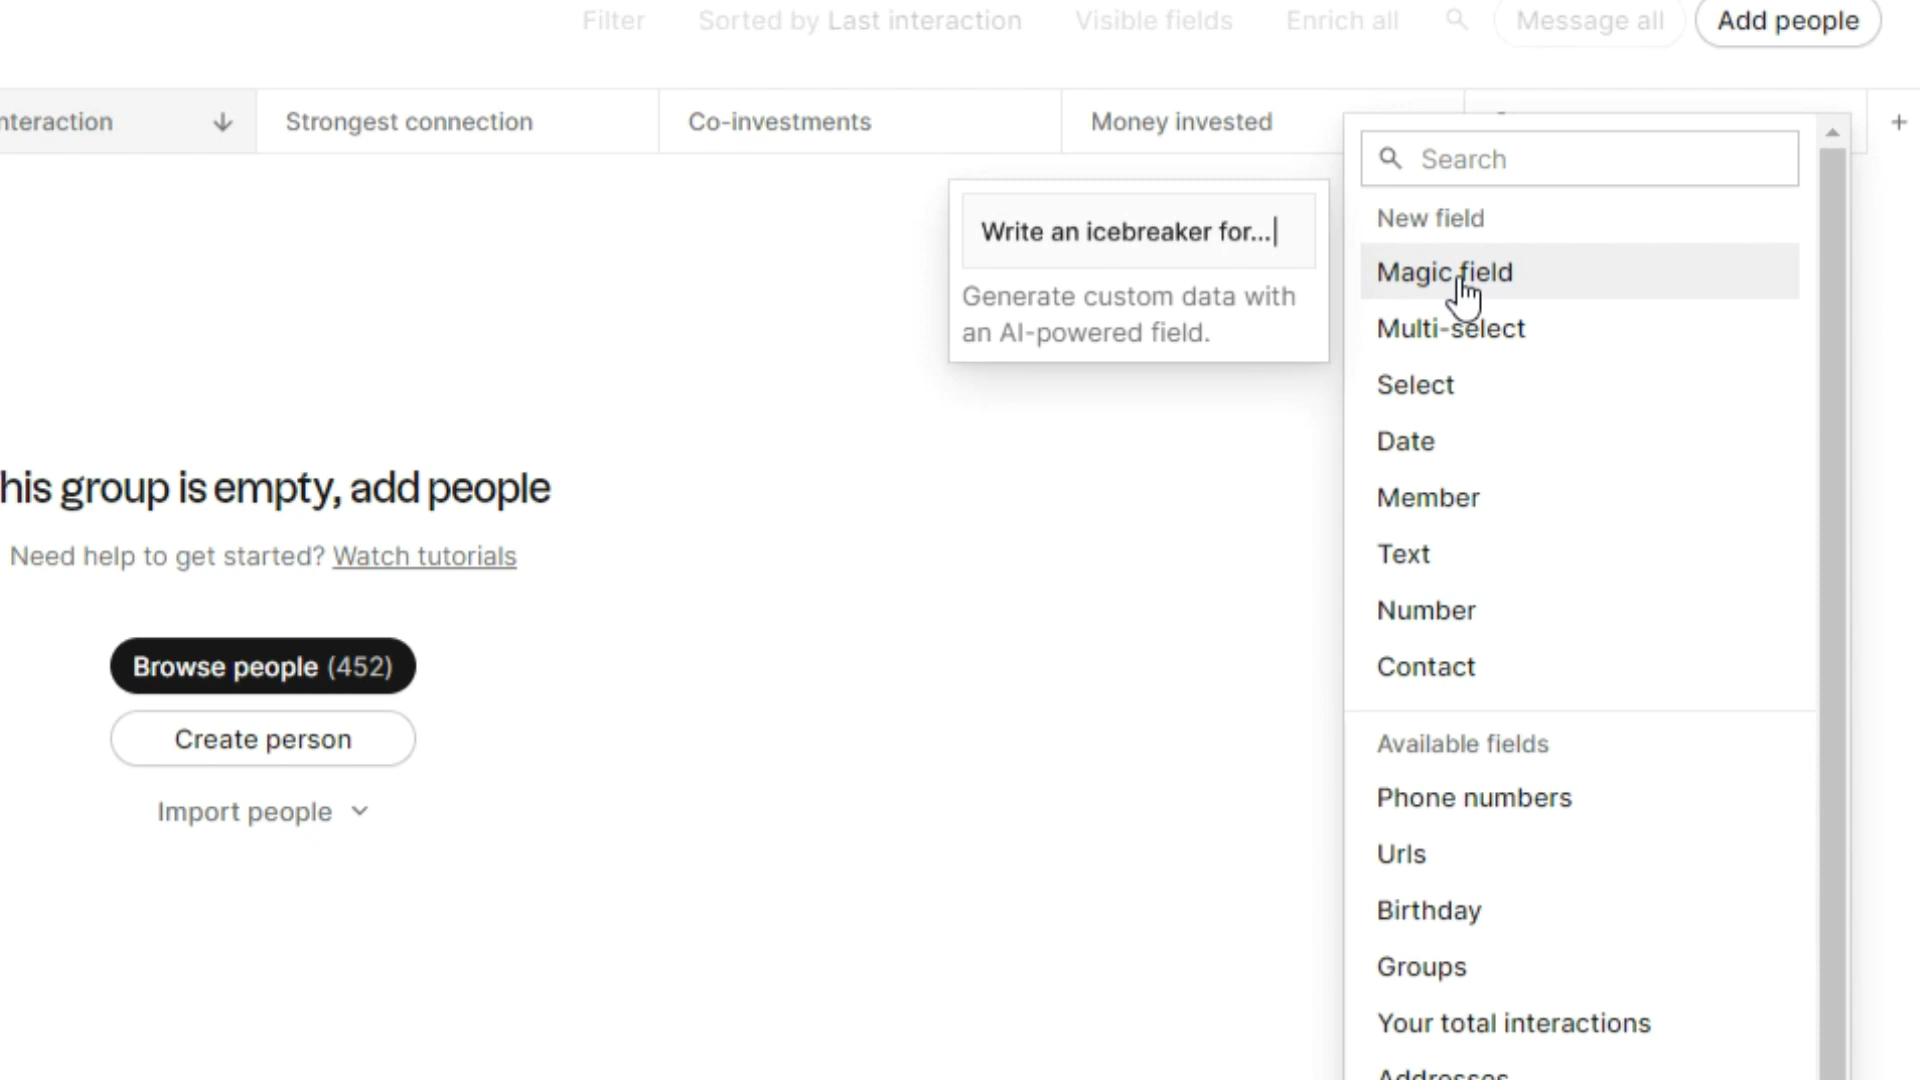 Filter Sorted by Last interaction Visible fields Enrich all Message all Add people
nteraction Strongest connection Co-investments Money invested
Search
New field
Write an icebreaker for...
Generate custom data with
an AI-powered field.
Magic field
Multi-select
Select
Date
Member
Text
Number
Contact
his group is empty, add people
Need help to get started? Watch tutorials
Browse people (452)
Create person
Import people
Available fields
Phone numbers
Urls
Birthday
Groups
Your total interactions
Addresses